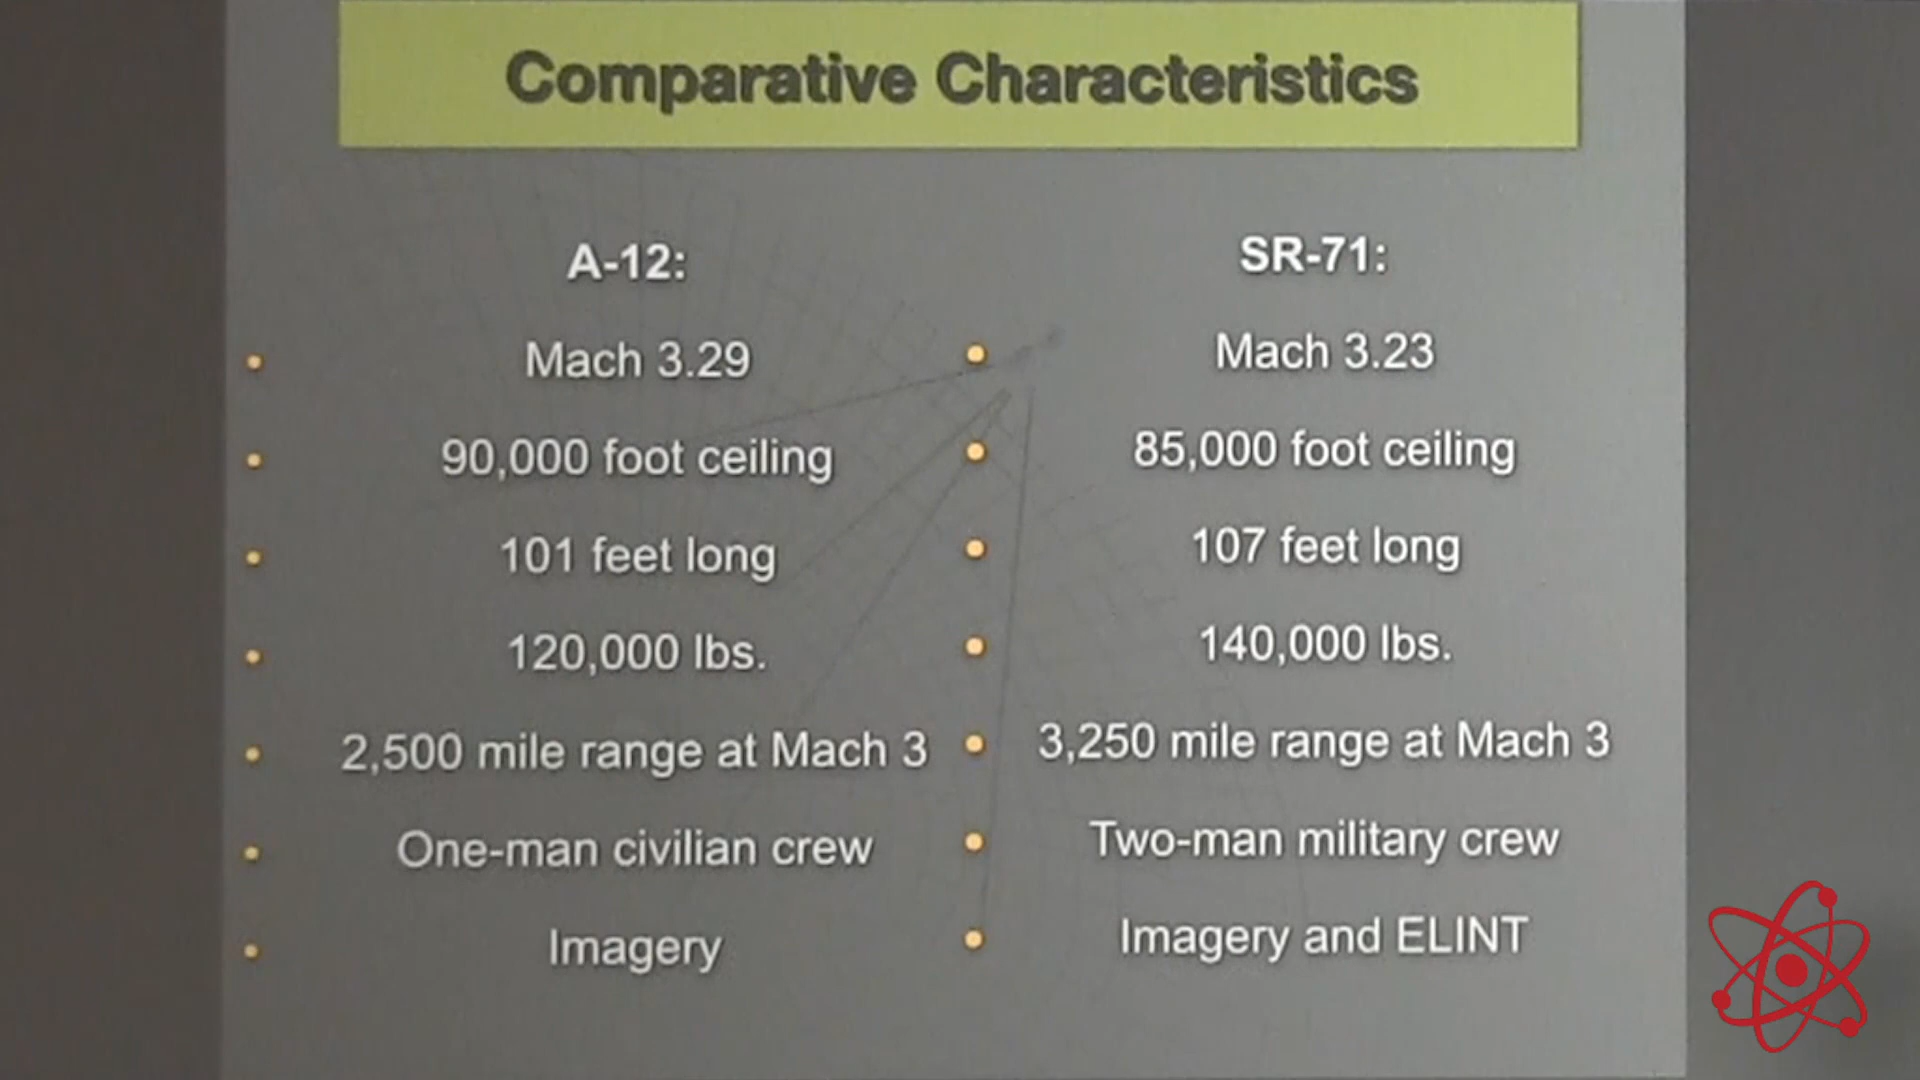 Comparative Characteristics
A-12:
Mach 3.29
90,000 foot ceiling
101 feet long
120,000 lbs.
2,500 mile range at Mach 3
One-man civilian crew
Imagery
SR-71:
Mach 3.23
85,000 foot ceiling
107 feet long
140,000 lbs.
3,250 mile range at Mach 3
Two-man military crew
Imagery and ELINT